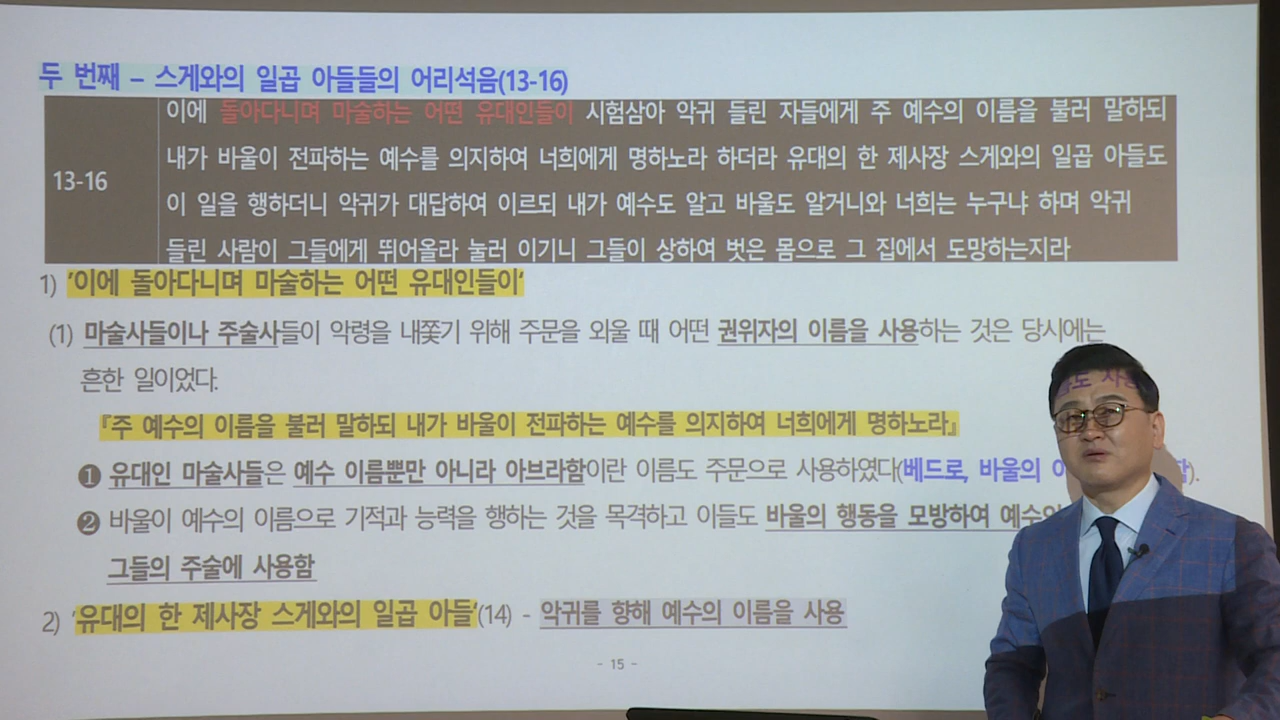 두 번째 – 스게와의 일곱 아들들의 어리석음(13-16)
13-16
이에 돌아다니며 마술하는 어떤 유대인들이 시험삼아 악귀 들린 자들에게 주 예수의 이름을 불러 말하되
내가 바울이 전파하는 예수를 의지하여 너희에게 명하노라 하더라 유대의 한 제사장 스게와의 일곱 아들도
이 일을 행하더니 악귀가 대답하여 이르되 내가 예수도 알고 바울도 알거니와 너희는 누구냐 하며 악귀
들린 사람이 그들에게 뛰어올라 눌러 이기니 그들이 상하여 벗은 몸으로 그 집에서 도망하는지라
1) '이에 돌아다니며 마술하는 어떤 유대인들이'
(1) 마술사들이나 주술사들이 악령을 내쫓기 위해 주문을 외울 때 어떤 권위자의 이름을 사용하는 것은 당시에는
흔한 일이었다.
『주 예수의 이름을 불러 말하되 내가 바울이 전파하는 예수를 의지하여 너희에게 명하노라』
❶ 유대인 마술사들은 예수 이름뿐만 아니라 아브라함이란 이름도 주문으로 사용하였다(베드로, 바울의 ).
❷ 바울이 예수의 이름으로 기적과 능력을 행하는 것을 목격하고 이들도 바울의 행동을 모방하여
그들의 주술에 사용함
2) '유대의 한 제사장 스게와의 일곱 아들'(14) - 악귀를 향해 예수의 이름을 사용
- 15 -